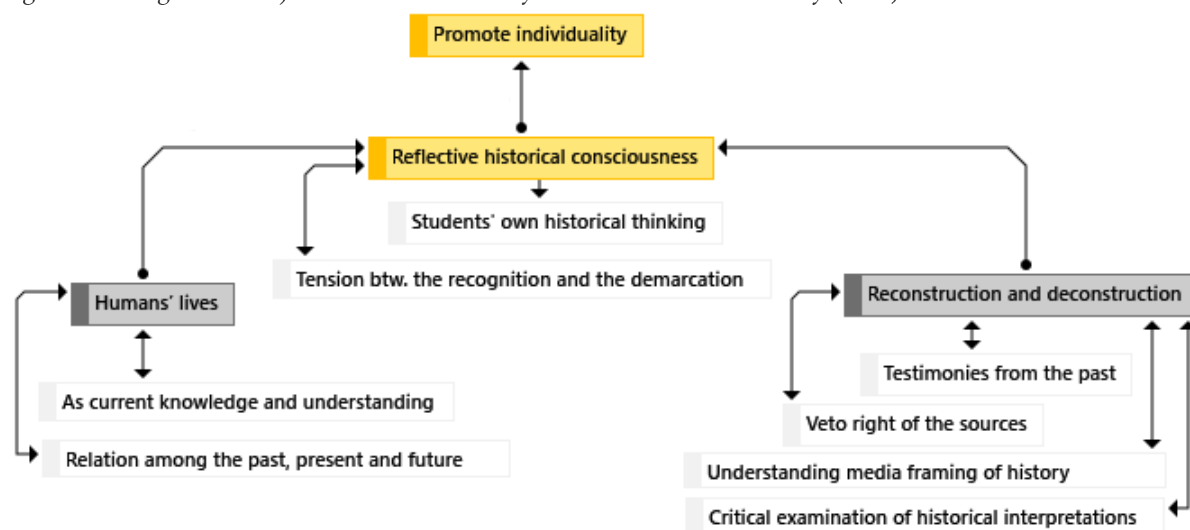 Promote individuality
Reflective historical consciousness
Students' own historical thinking
Tension btw. the recognition and the demarcation
Humans' lives
Reconstruction and deconstruction
Testimonies from the past
As current knowledge and understanding
Veto right of the sources
Relation among the past, present and future
Understanding media framing of history
Critical examination of historical interpretations